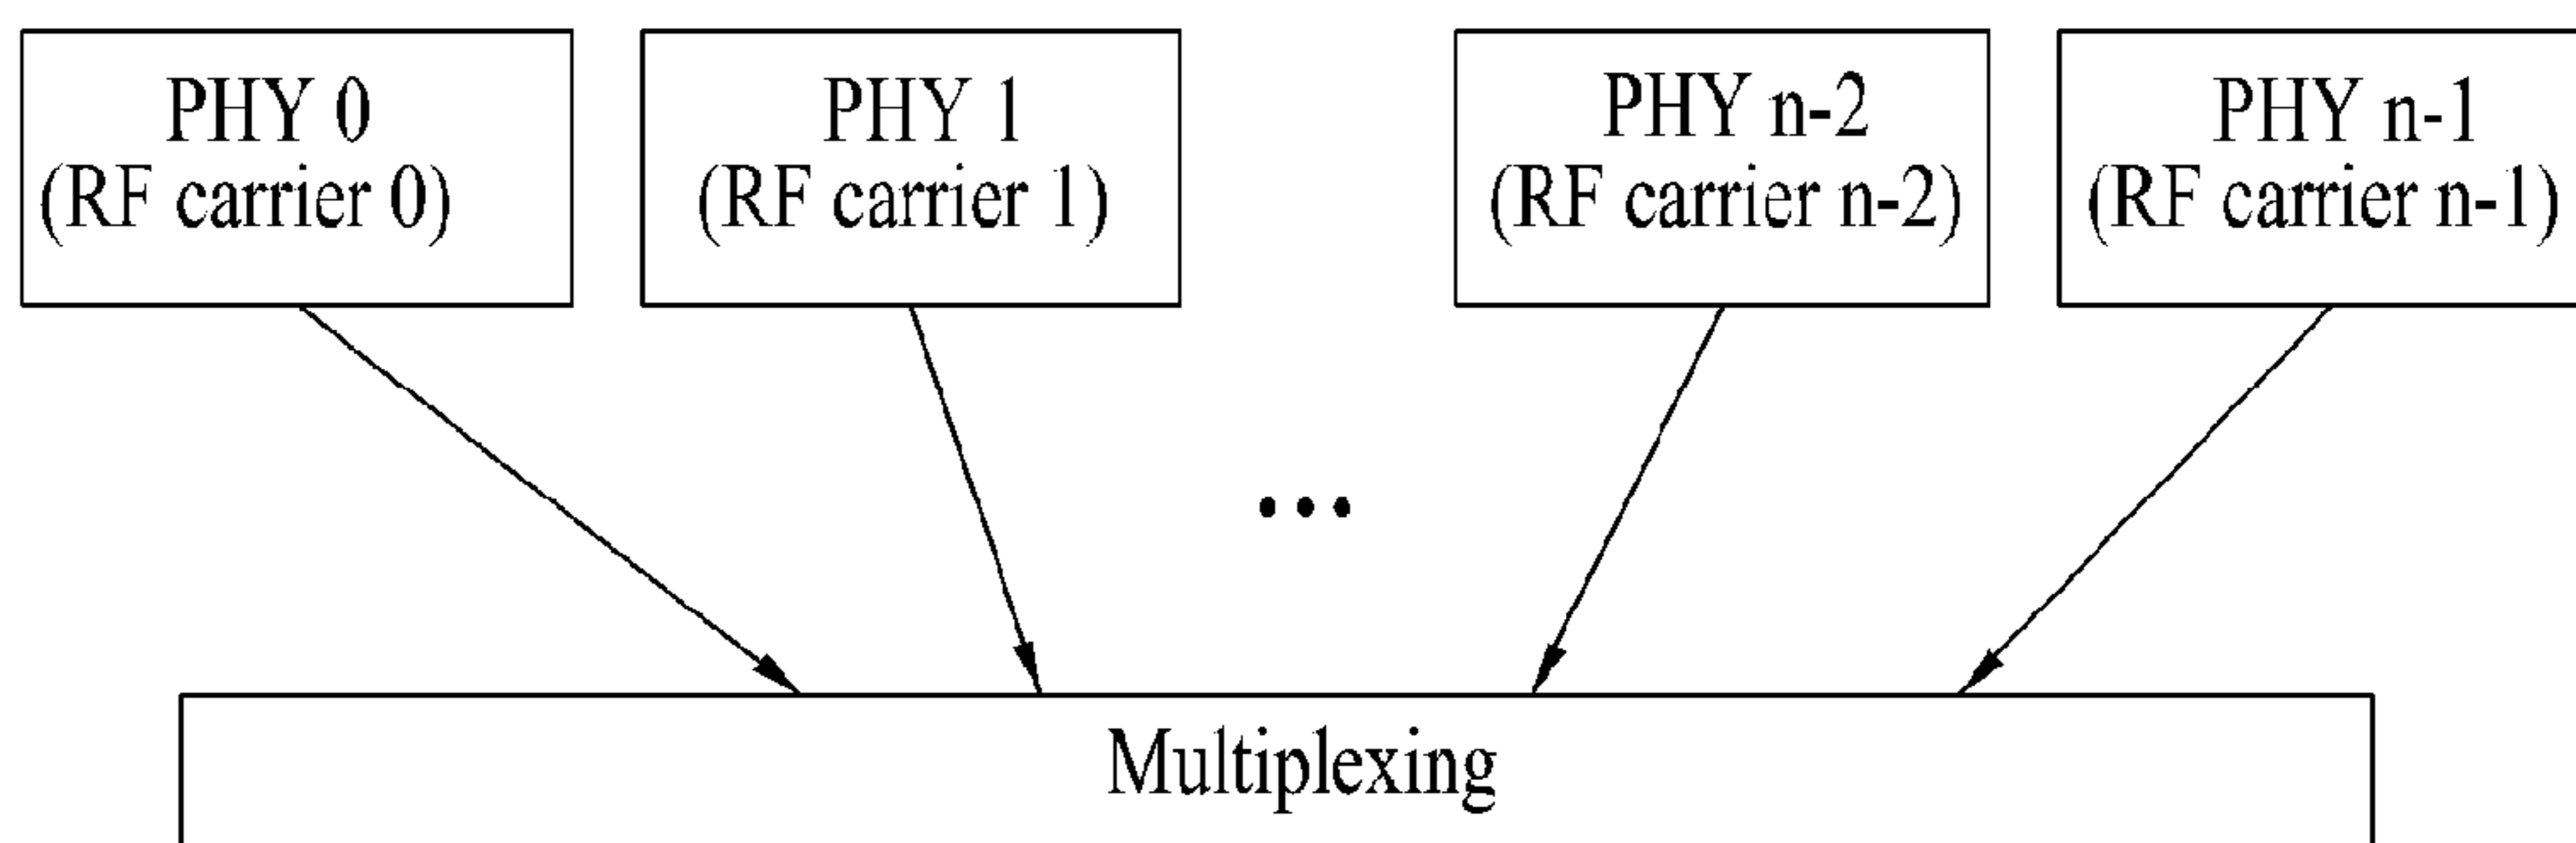 PHY 0
(RF carrier 0)
PHY 1
(RF carrier 1)
PHY n-2
(RF carrier n-2)
PHY n-1
(RF carrier n-1)
•••
Multiplexing